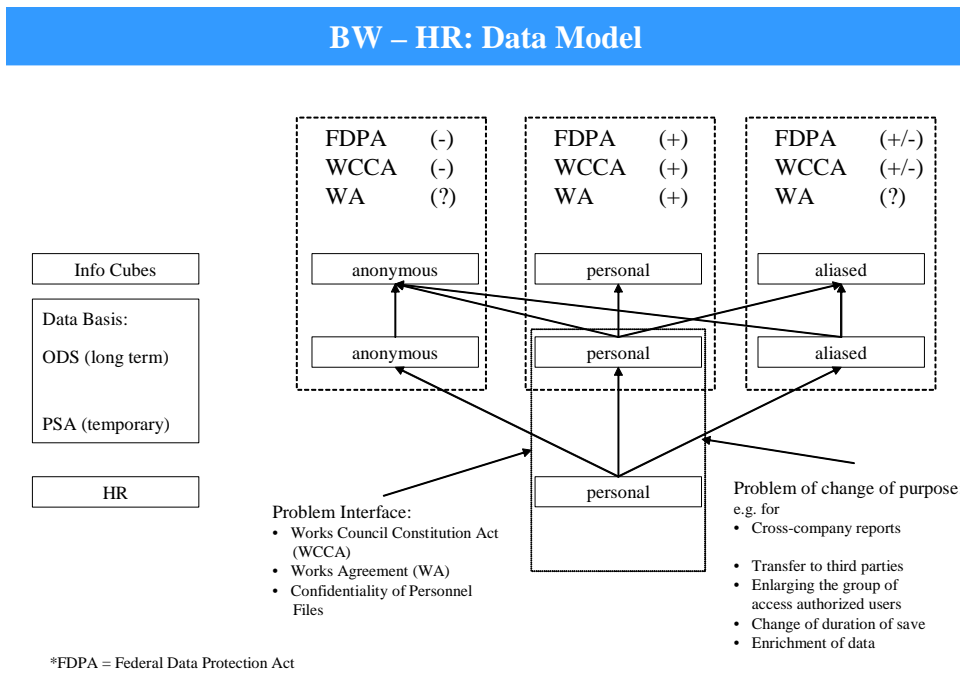 BW – HR: Data Model
FDPA (-)
WCCA (-)
WA (?)
FDPA (+)
WCCA (+)
WA (+)
FDPA (+/-)
WCCA (+/-)
WA (?)
Info Cubes
anonymous
personal
aliased
Data Basis:
ODS (long term)
PSA (temporary)
anonymous
personal
aliased
HR
personal
Problem Interface:
• Works Council Constitution Act
(WCCA)
• Works Agreement (WA)
• Confidentiality of Personnel
Files
Problem of change of purpose
e.g. for
• Cross-company reports
• Transfer to third parties
• Enlarging the group of
access authorized users
• Change of duration of save
• Enrichment of data
*FDPA = Federal Data Protection Act